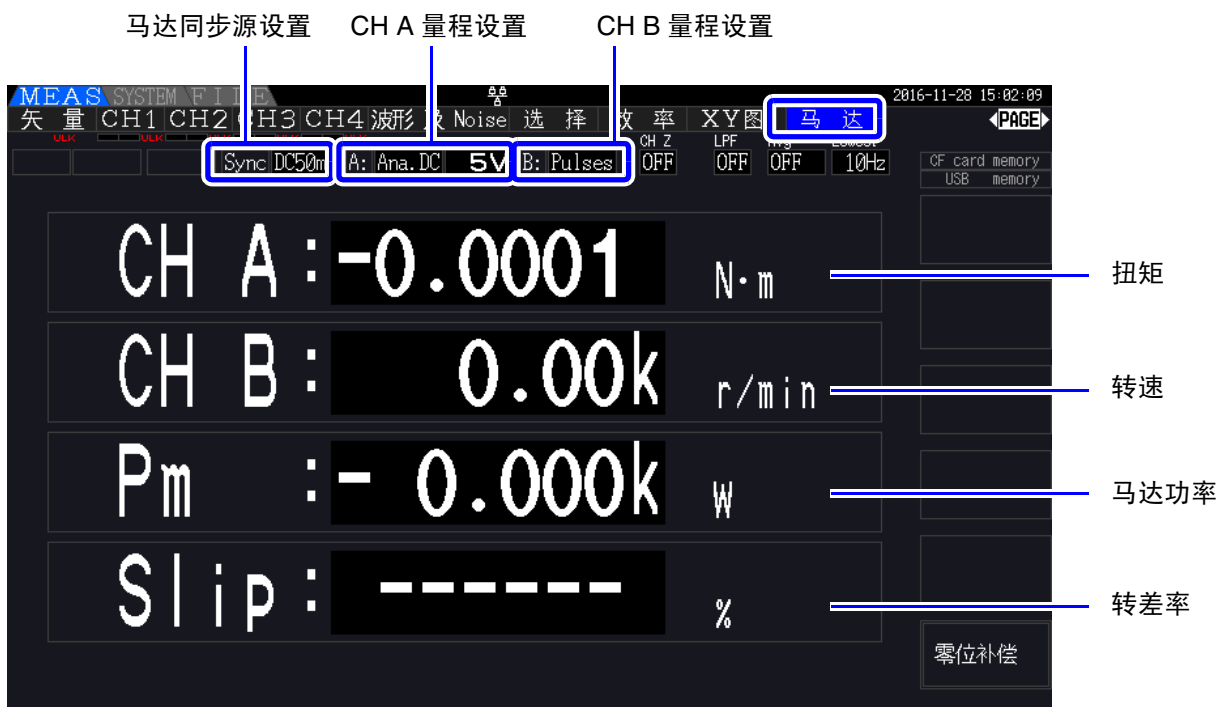 马达同步源设置 CH A 量程设置 CH B 量程设置
MEAS SYSTEM FILE 2016-11-28 15:02:09
矢量 CH1 CH2 CH3 CH4 波形 Noise 选择 效率 XY图 马达 PAGE
CH Z LPF
Sync DC50m A: Ana.DC 5V B: Pulses OFF OFF OFF 10Hz CF card memory
USB memory
CH A : -0.0001 N・m 扭矩
CH B : 0.00k r/min 转速
Pm : - 0.000k W 马达功率
Slip : ------ % 转差率
零位补偿